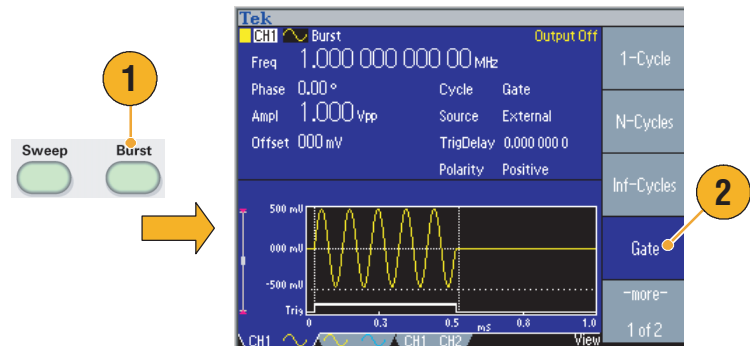 1
Sweep Burst
Tek
CH1 Burst Output Off
Freq 1.000 000 000 00 MHz
Phase 0.00 ° Cycle Gate
Ampl 1.000 Vpp Source External
Offset 000 mV TrigDelay 0.000 000 0
Polarity Positive
500 mV
000 mV
-500 mV
Trig
0 0.3 0.5 ms 0.8 1.0
CH1 CH1 CH2 View
1-Cycle
N-Cycles
Inf-Cycles
Gate
2
-more-
1 of 2